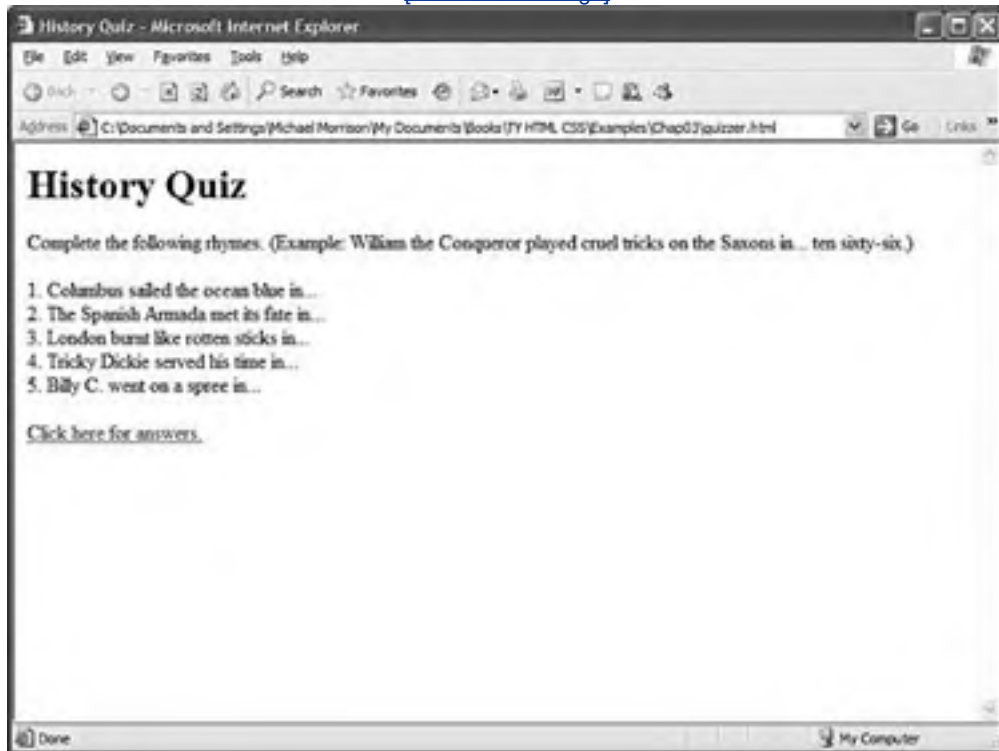 History Quiz - Microsoft Internet Explorer
File Edit View Favorites Tools Help
Back Search Favorites
Address C:\Documents and Settings\Michael Morrison\My Documents\Books\TY HTML CSS\Examples\Chap03\quizzer.html Go Links »
History Quiz
Complete the following rhymes. (Example: William the Conqueror played cruel tricks on the Saxons in... ten sixty-six.)
1. Columbus sailed the ocean blue in...
2. The Spanish Armada met its fate in...
3. London burnt like rotten sticks in...
4. Tricky Dickie served his time in...
5. Billy C. went on a spree in...
Click here for answers.
Done My Computer